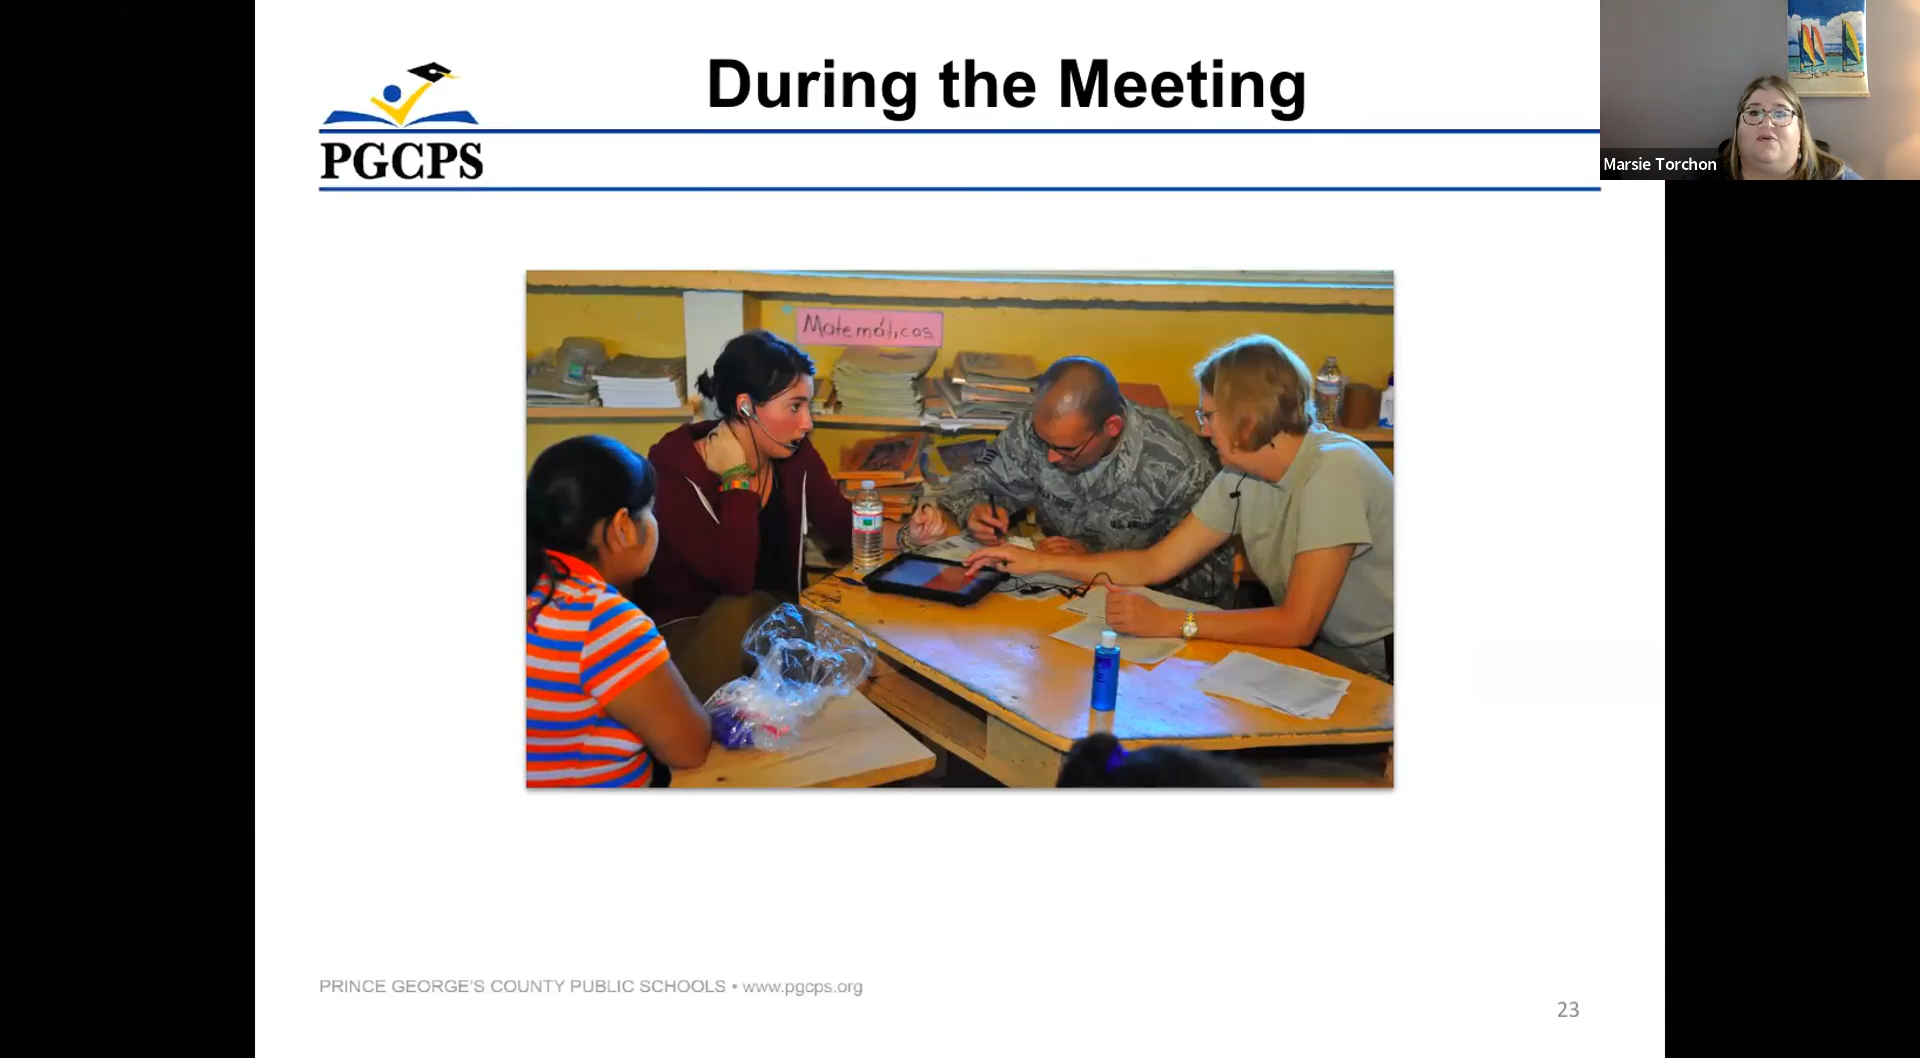 During the Meeting
PGCPS
Marsie Torchon
Matemáticas
PRINCE GEORGE'S COUNTY PUBLIC SCHOOLS • www.pgcps.org
23